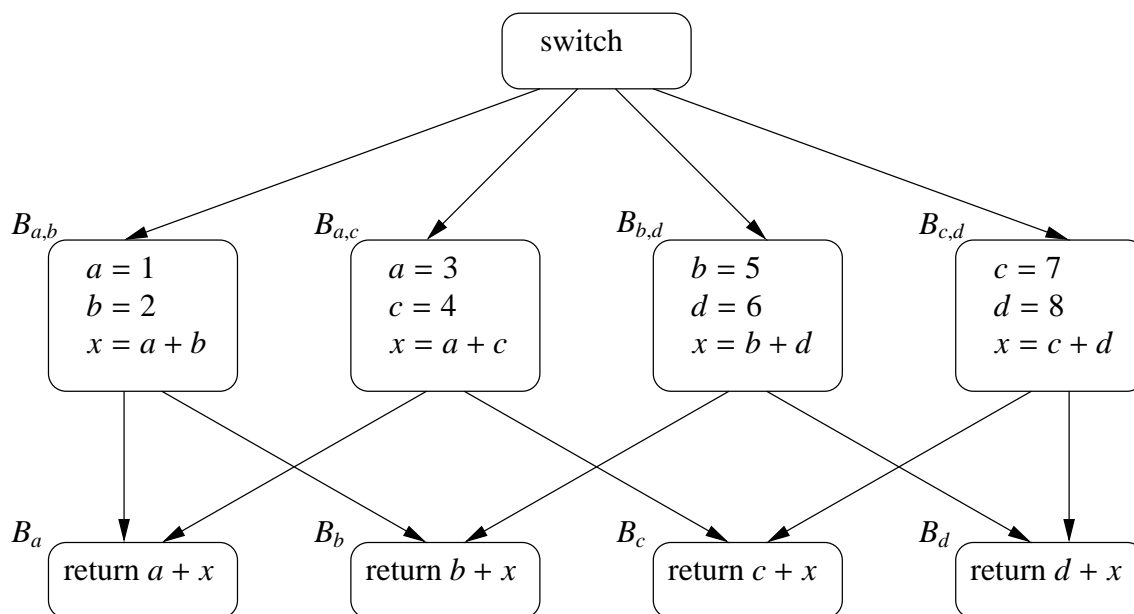 switch
B_{a,b}
a = 1
b = 2
x = a + b
B_{a,c}
a = 3
c = 4
x = a + c
B_{b,d}
b = 5
d = 6
x = b + d
B_{c,d}
c = 7
d = 8
x = c + d
B_a
return a + x
B_b
return b + x
B_c
return c + x
B_d
return d + x